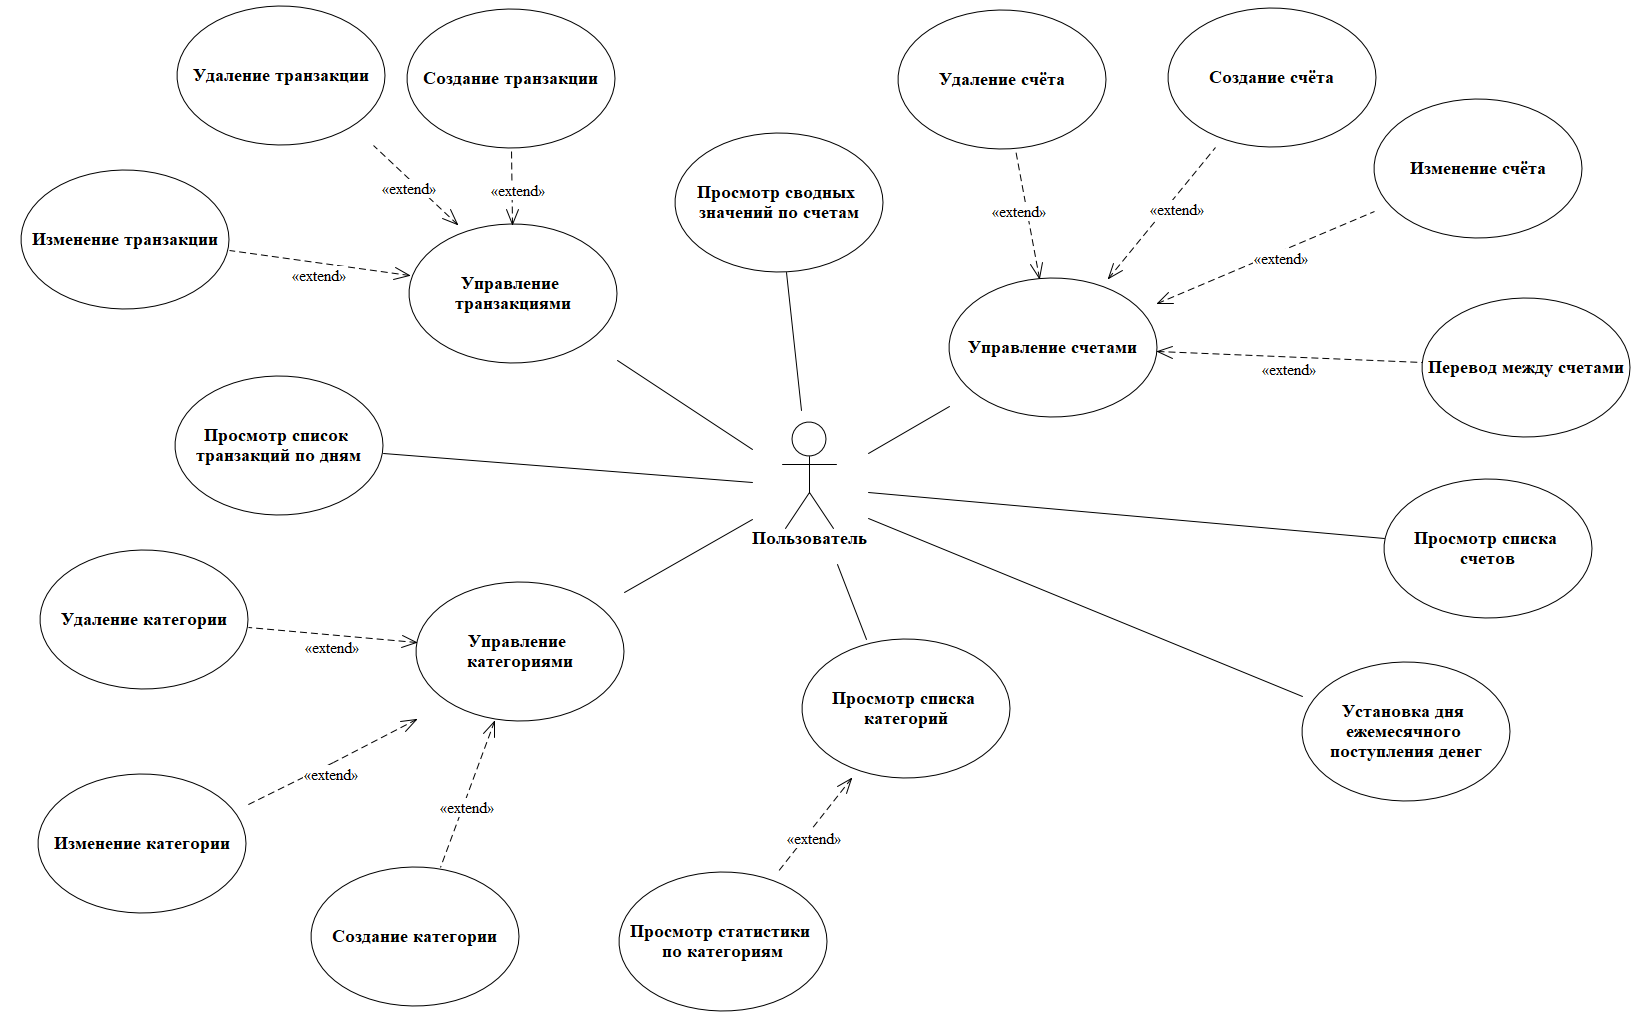 Удаление транзакции
Создание транзакции
Удаление счёта
Создание счёта
Изменение счёта
«extend»
«extend»
Просмотр сводных
значений по счетам
«extend»
«extend»
Изменение транзакции
«extend»
«extend»
Управление
транзакциями
Управление счетами
«extend»
Перевод между счетами
Просмотр список
транзакций по дням
Пользователь
Просмотр списка
счетов
Удаление категории
«extend»
Управление
категориями
Просмотр списка
категорий
Установка дня
ежемесячного
поступления денег
«extend»
«extend»
Изменение категории
«extend»
Создание категории
Просмотр статистики
по категориям